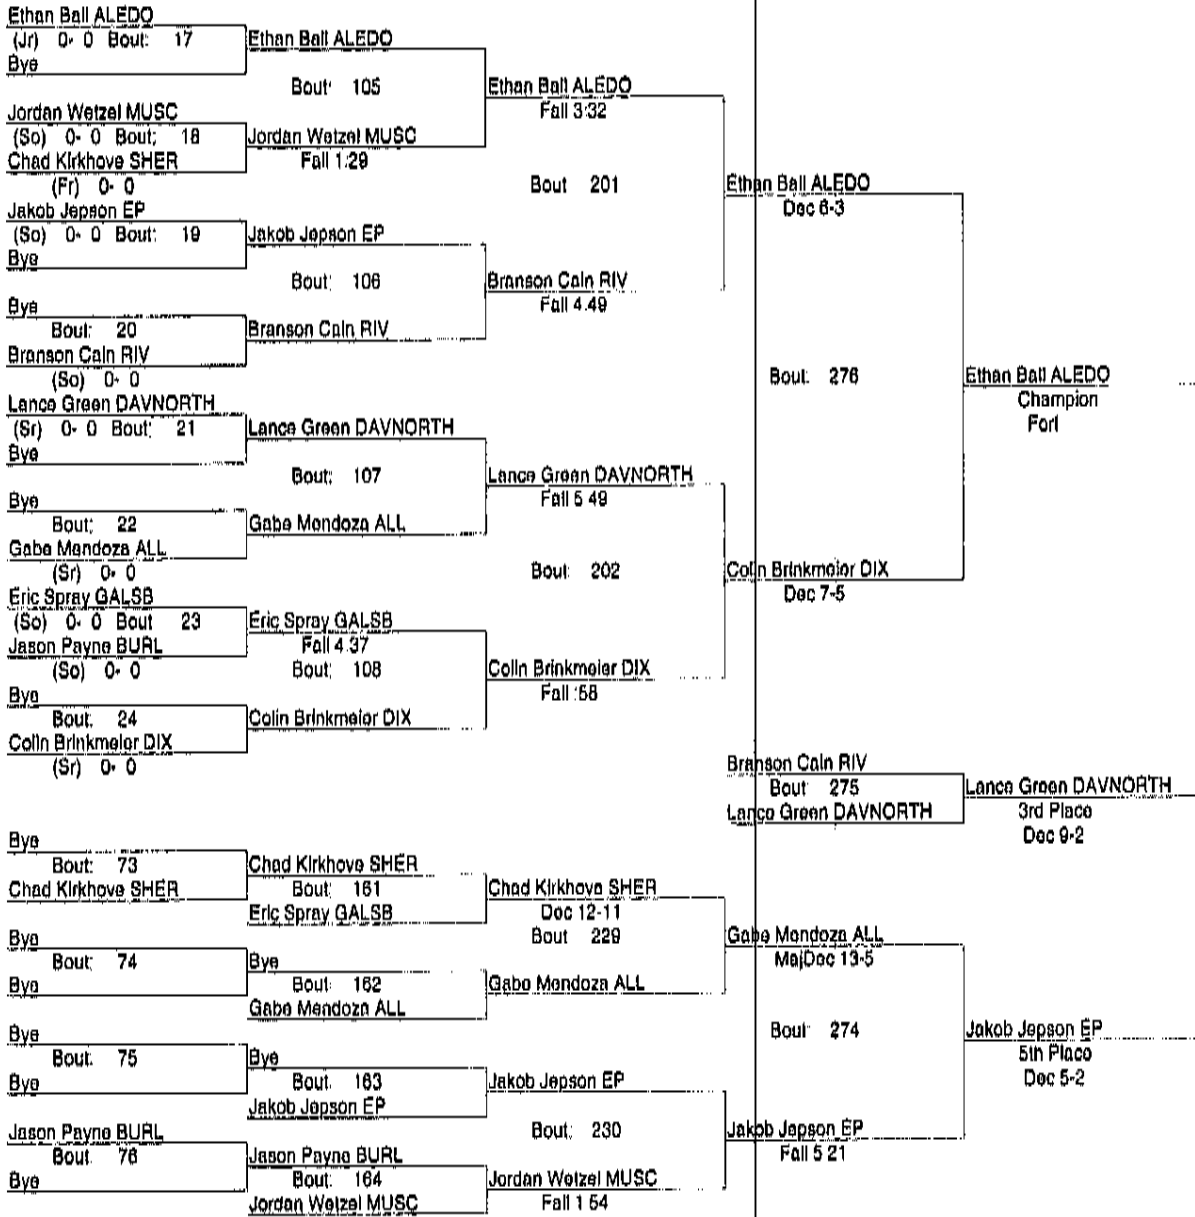 Ethan Ball ALEDO
(Jr) 0- 0 Bout: 17
Bye
Ethan Ball ALEDO
Bout: 105
Jordan Wetzel MUSC
(So) 0- 0 Bout: 18
Chad Kirkhove SHER
(Fr) 0- 0
Jordan Wetzel MUSC
Fall 1:29
Ethan Ball ALEDO
Fall 3:32
Bout 201
Jakob Jepson EP
(So) 0- 0 Bout: 19
Bye
Jakob Jepson EP
Bout: 106
Bye
Bout: 20
Branson Cain RIV
(So) 0- 0
Branson Cain RIV
Branson Cain RIV
Fall 4.49
Ethan Ball ALEDO
Dec 6-3
Bout: 276
Ethan Ball ALEDO
Champion
Forf
Lance Green DAVNORTH
(Sr) 0- 0 Bout: 21
Bye
Lance Green DAVNORTH
Bout: 107
Bye
Bout: 22
Gabe Mendoza ALL
(Sr) 0- 0
Gabe Mendoza ALL
Lance Green DAVNORTH
Fall 5 49
Bout: 202
Colin Brinkmeier DIX
Dec 7-5
Eric Spray GALSB
(So) 0- 0 Bout 23
Jason Payne BURL
(So) 0- 0
Eric Spray GALSB
Fall 4.37
Bout: 108
Bye
Bout: 24
Colin Brinkmeier DIX
(Sr) 0- 0
Colin Brinkmeier DIX
Colin Brinkmeier DIX
Fall :58
Branson Cain RIV
Bout 275
Lance Green DAVNORTH
Lance Green DAVNORTH
3rd Place
Dec 9-2
Bye
Bout: 73
Chad Kirkhove SHER
Chad Kirkhove SHER
Bout: 161
Eric Spray GALSB
Chad Kirkhove SHER
Dec 12-11
Bout 229
Bye
Bout: 74
Bye
Bye
Bout: 162
Gabe Mendoza ALL
Gabe Mendoza ALL
Gabe Mendoza ALL
MajDec 13-5
Bout 274
Jakob Jepson EP
5th Place
Dec 5-2
Bye
Bout: 75
Bye
Bye
Bout. 163
Jakob Jepson EP
Jakob Jepson EP
Bout: 230
Jakob Jepson EP
Fall 5 21
Jason Payne BURL
Bout. 76
Bye
Jason Payne BURL
Bout: 164
Jordan Wetzel MUSC
Jordan Wetzel MUSC
Fall 1 54